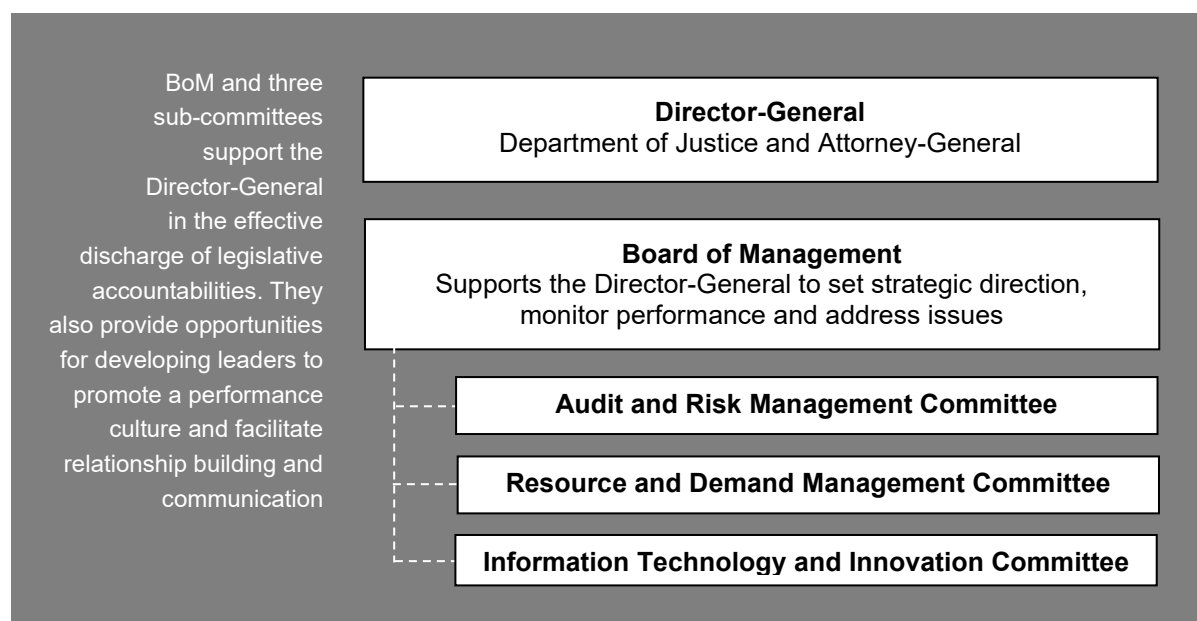 BoM and three
sub-committees
support the
Director-General
in the effective
discharge of legislative
accountabilities. They
also provide opportunities
for developing leaders to
promote a performance
culture and facilitate
relationship building and
communication
Director-General
Department of Justice and Attorney-General
Board of Management
Supports the Director-General to set strategic direction,
monitor performance and address issues
Audit and Risk Management Committee
Resource and Demand Management Committee
Information Technology and Innovation Committee